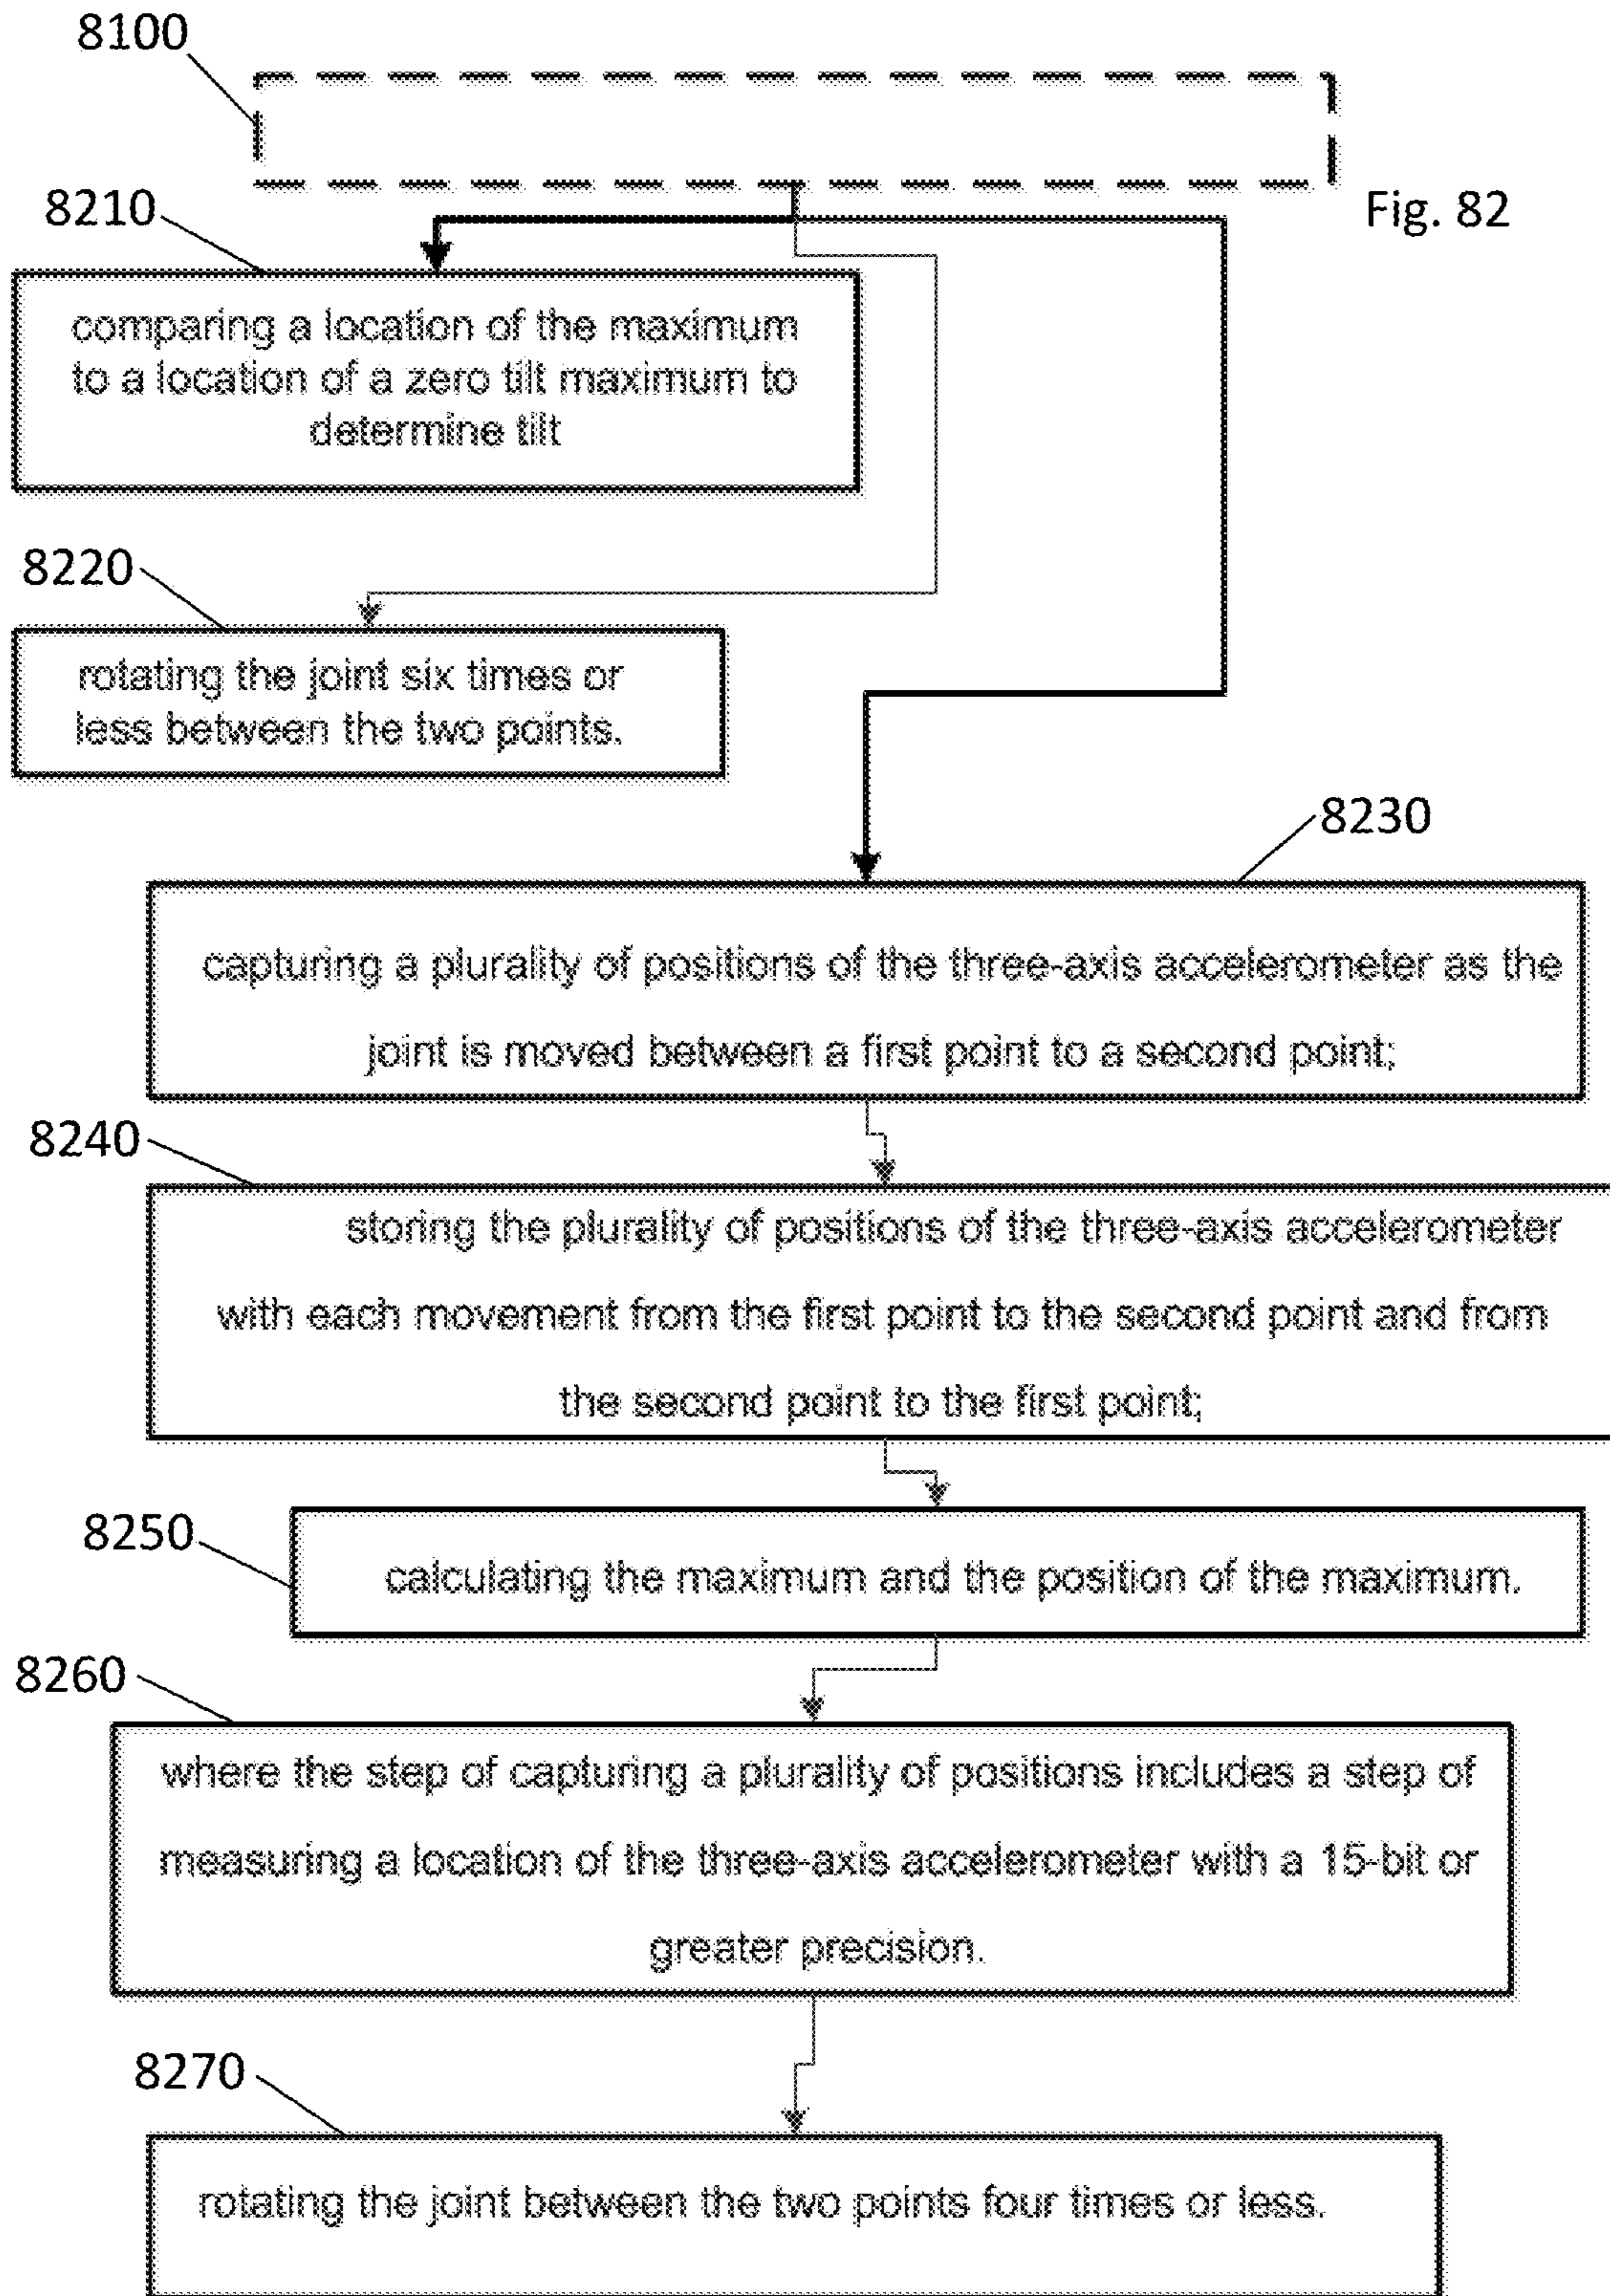 8100
Fig. 82
8210
comparing a location of the maximum
to a location of a zero tilt maximum to
determine tilt
8220
rotating the joint six times or
less between the two points.
8230
capturing a plurality of positions of the three-axis accelerometer as the
joint is moved between a first point to a second point;
8240
storing the plurality of positions of the three-axis accelerometer
with each movement from the first point to the second point and from
the second point to the first point;
8250
calculating the maximum and the position of the maximum.
8260
where the step of capturing a plurality of positions includes a step of
measuring a location of the three-axis accelerometer with a 15-bit or
greater precision.
8270
rotating the joint between the two points four times or less.